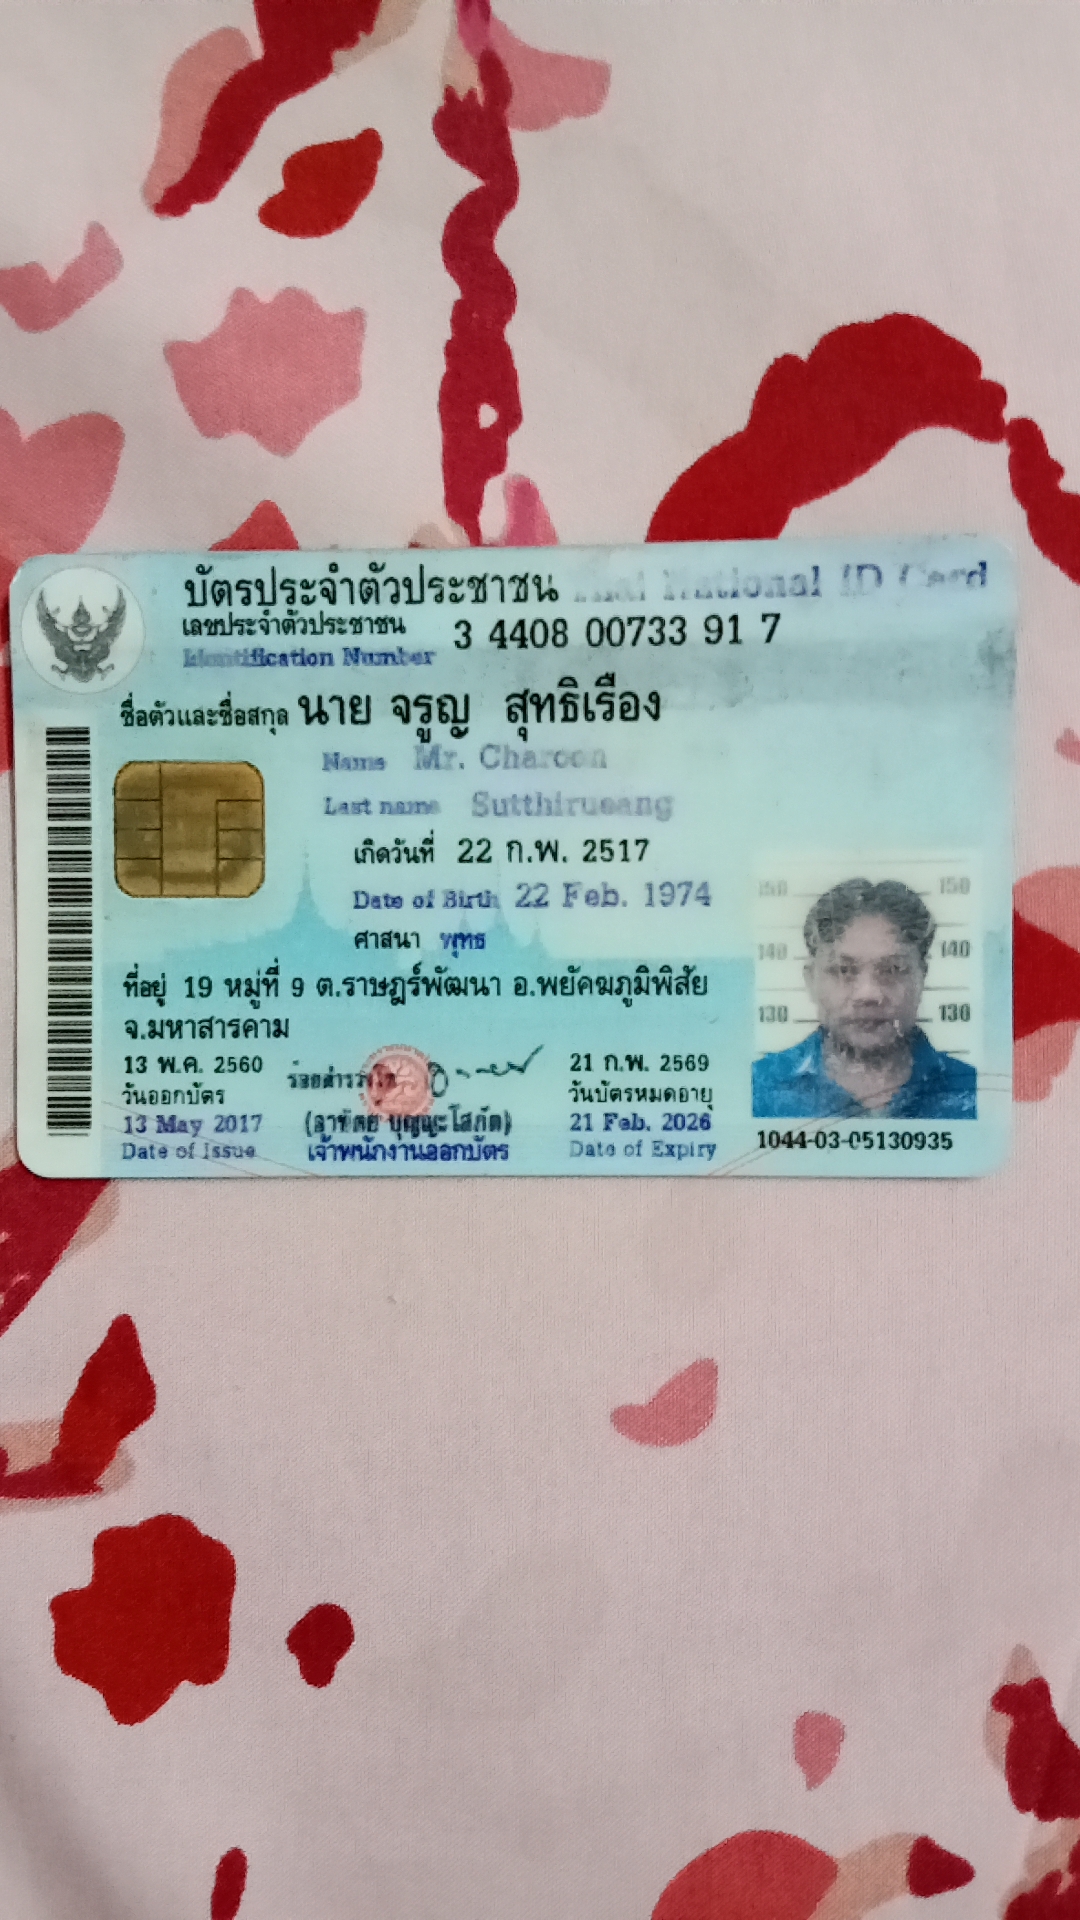 บัตรประจำตัวประชาชน Thai National ID Card
เลขประจำตัวประชาชน 3 4408 00733 91 7
Identification Number
ชื่อตัวและชื่อสกุล นาย จรูญ สุทธิเรือง
Name Mr. Charoon
Last name Sutthirueang
เกิดวันที่ 22 ก.พ. 2517
Date of Birth 22 Feb. 1974
ศาสนา พุทธ
ที่อยู่ 19 หมู่ที่ 9 ต.ราษฎร์พัฒนา อ.พยัคฆภูมิพิสัย
จ.มหาสารคาม
13 พ.ค. 2560
วันออกบัตร
13 May 2017
Date of Issue
ร้อยตำรวจโท
(อาทิตย์ บุญญะโสภัต)
เจ้าพนักงานออกบัตร
21 ก.พ. 2569
วันบัตรหมดอายุ
21 Feb. 2026
Date of Expiry
150 150
140 140
130 130
1044-03-05130935